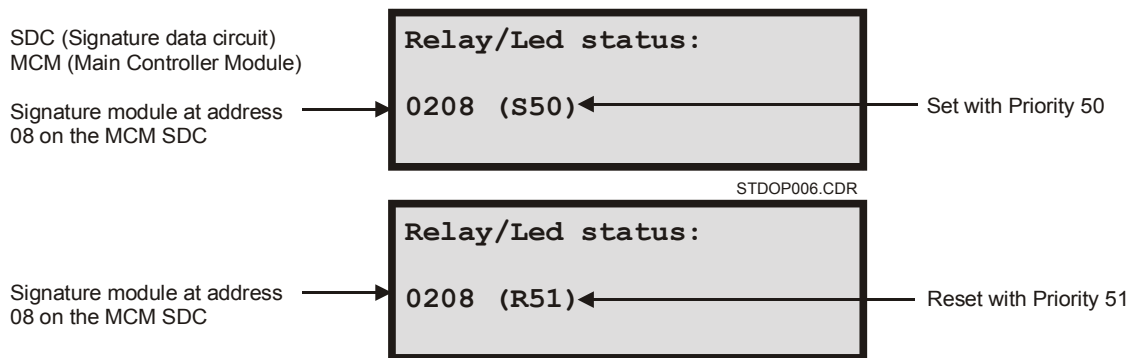 SDC (Signature data circuit)
MCM (Main Controller Module)
Signature module at address
08 on the MCM SDC
Relay/Led status:
0208 (S50)
Set with Priority 50
STDOP006.CDR
Signature module at address
08 on the MCM SDC
Relay/Led status:
0208 (R51)
Reset with Priority 51